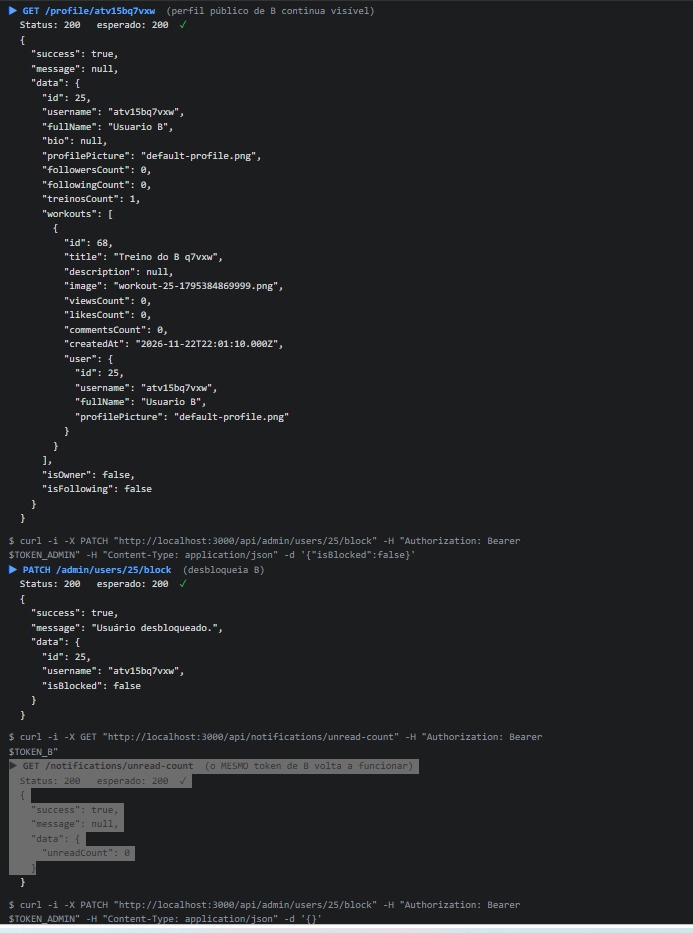 ▶ GET /profile/atv15bq7vxw (perfil público de B continua visível)
Status: 200 esperado: 200 ✓
{
"success": true,
"message": null,
"data": {
"id": 25,
"username": "atv15bq7vxw",
"fullName": "Usuario B",
"bio": null,
"profilePicture": "default-profile.png",
"followersCount": 0,
"followingCount": 0,
"treinosCount": 1,
"workouts": [
{
"id": 68,
"title": "Treino do B q7vxw",
"description": null,
"image": "workout-25-1795384869999.png",
"viewsCount": 0,
"likesCount": 0,
"commentsCount": 0,
"createdAt": "2026-11-22T22:01:10.000Z",
"user": {
"id": 25,
"username": "atv15bq7vxw",
"fullName": "Usuario B",
"profilePicture": "default-profile.png"
}
}
],
"isOwner": false,
"isFollowing": false
}
}
$ curl -i -X PATCH "http://localhost:3000/api/admin/users/25/block" -H "Authorization: Bearer
$TOKEN_ADMIN" -H "Content-Type: application/json" -d '{"isBlocked":false}'
▶ PATCH /admin/users/25/block (desbloqueia B)
Status: 200 esperado: 200 ✓
{
"success": true,
"message": "Usuário desbloqueado.",
"data": {
"id": 25,
"username": "atv15bq7vxw",
"isBlocked": false
}
}
$ curl -i -X GET "http://localhost:3000/api/notifications/unread-count" -H "Authorization: Bearer
$TOKEN_B"
▶ GET /notifications/unread-count (o MESMO token de B volta a funcionar)
Status: 200 esperado: 200 ✓
{
"success": true,
"message": null,
"data": {
"unreadCount": 0
}
}
$ curl -i -X PATCH "http://localhost:3000/api/admin/users/25/block" -H "Authorization: Bearer
$TOKEN_ADMIN" -H "Content-Type: application/json" -d '{}'